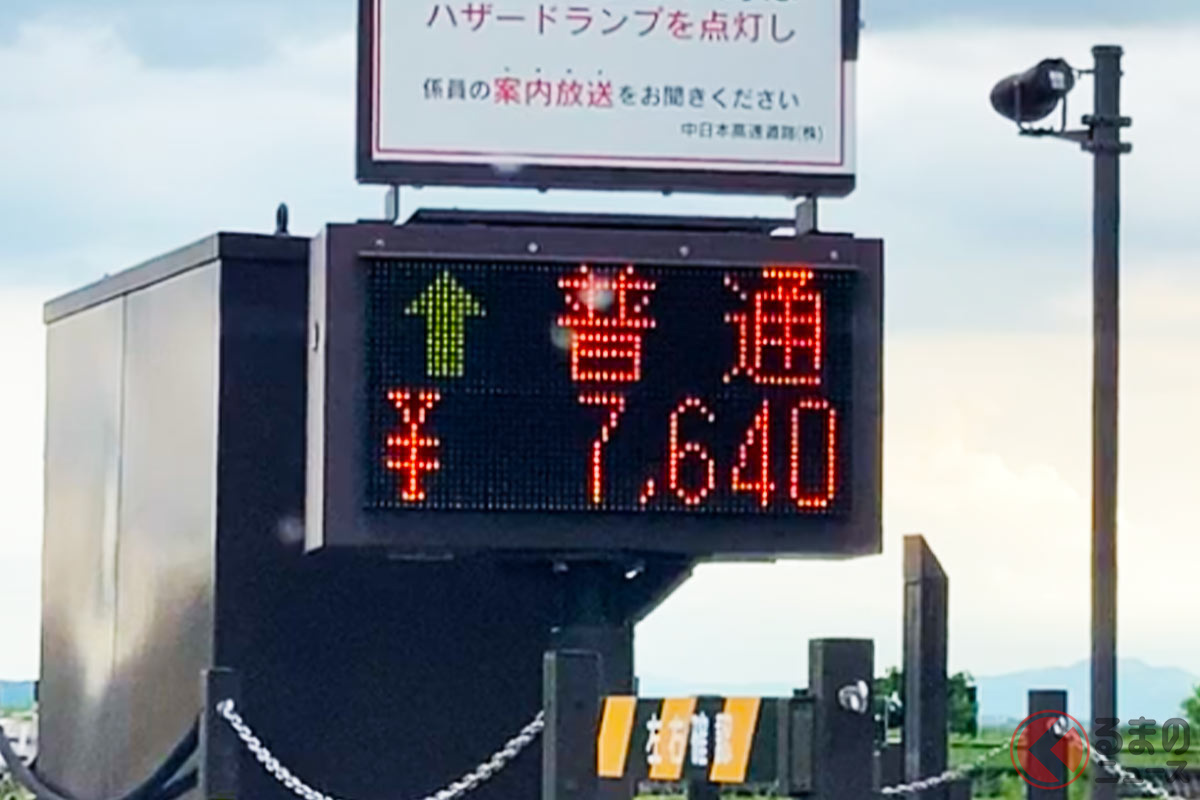 ハザードランプを点灯し
係員の案内放送をお聞きください
中日本高速道路(株)
↑ 普通
¥ 7,640
左右確認
くるまのニ